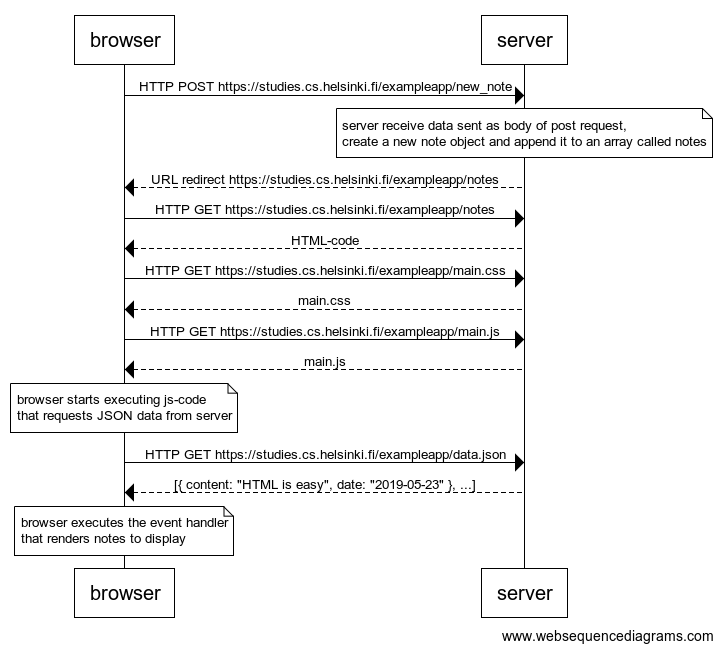 browser
server
HTTP POST https://studies.cs.helsinki.fi/exampleapp/new_note
server receive data sent as body of post request,
create a new note object and append it to an array called notes
URL redirect https://studies.cs.helsinki.fi/exampleapp/notes
HTTP GET https://studies.cs.helsinki.fi/exampleapp/notes
HTML-code
HTTP GET https://studies.cs.helsinki.fi/exampleapp/main.css
main.css
HTTP GET https://studies.cs.helsinki.fi/exampleapp/main.js
main.js
browser starts executing js-code
that requests JSON data from server
HTTP GET https://studies.cs.helsinki.fi/exampleapp/data.json
[{ content: "HTML is easy", date: "2019-05-23" }, ...]
browser executes the event handler
that renders notes to display
browser
server
www.websequencediagrams.com